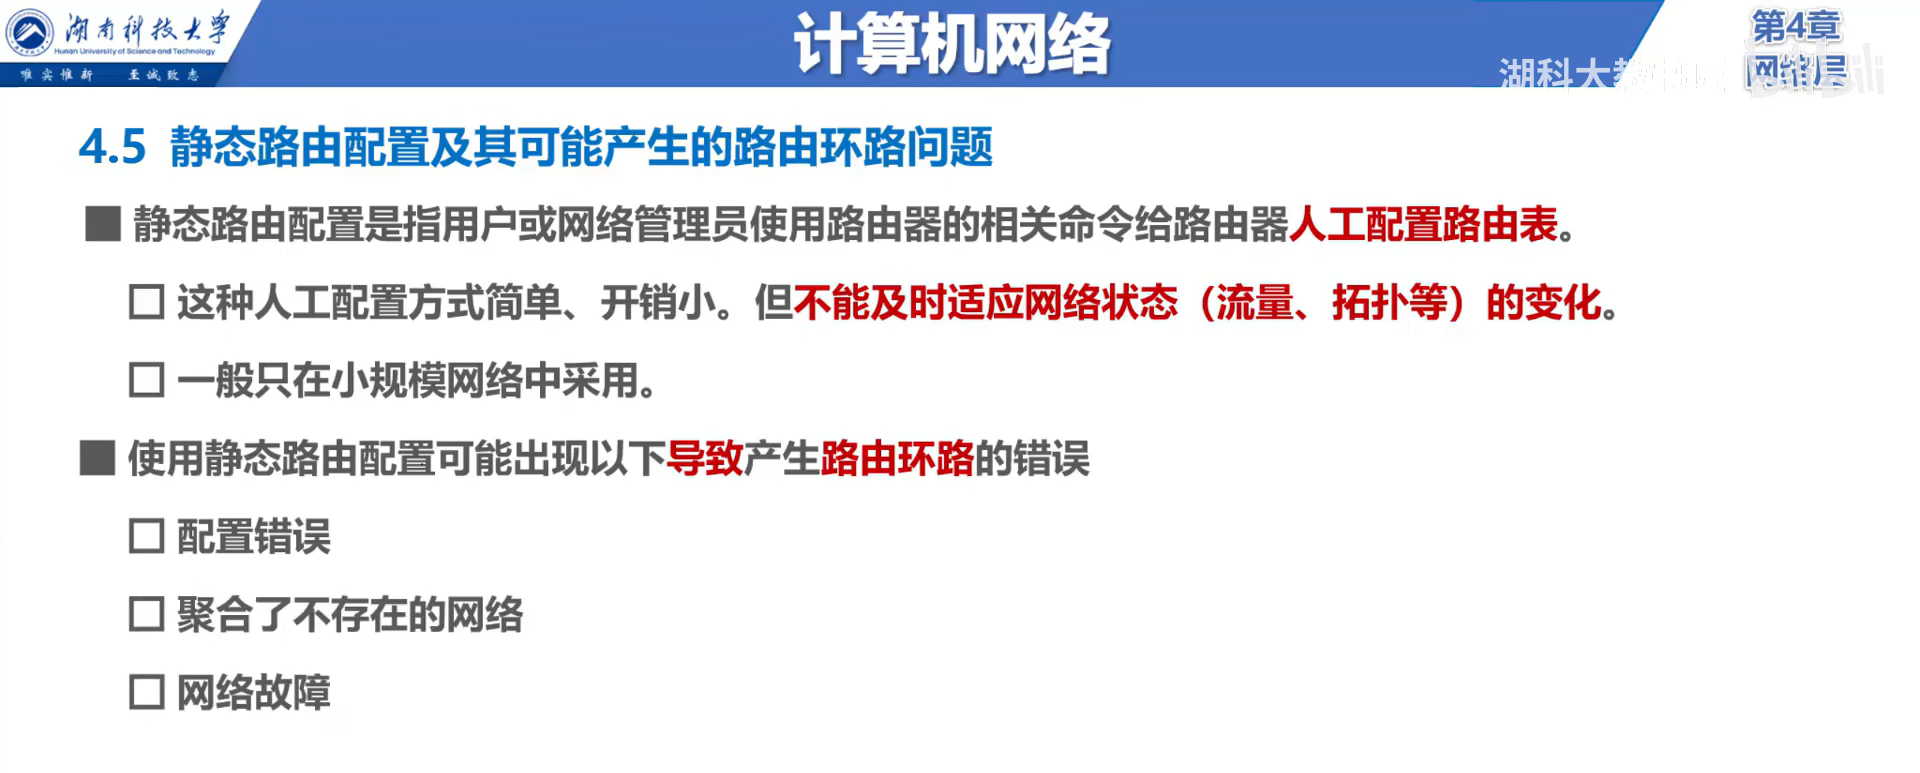 湖南科技大学
Hunan University of Science and Technology
唯实惟新 至诚致志
计算机网络
第4章
网络层
湖科大教
4.5 静态路由配置及其可能产生的路由环路问题
静态路由配置是指用户或网络管理员使用路由器的相关命令给路由器人工配置路由表。
这种人工配置方式简单、开销小。但不能及时适应网络状态（流量、拓扑等）的变化。
一般只在小规模网络中采用。
使用静态路由配置可能出现以下导致产生路由环路的错误
配置错误
聚合了不存在的网络
网络故障